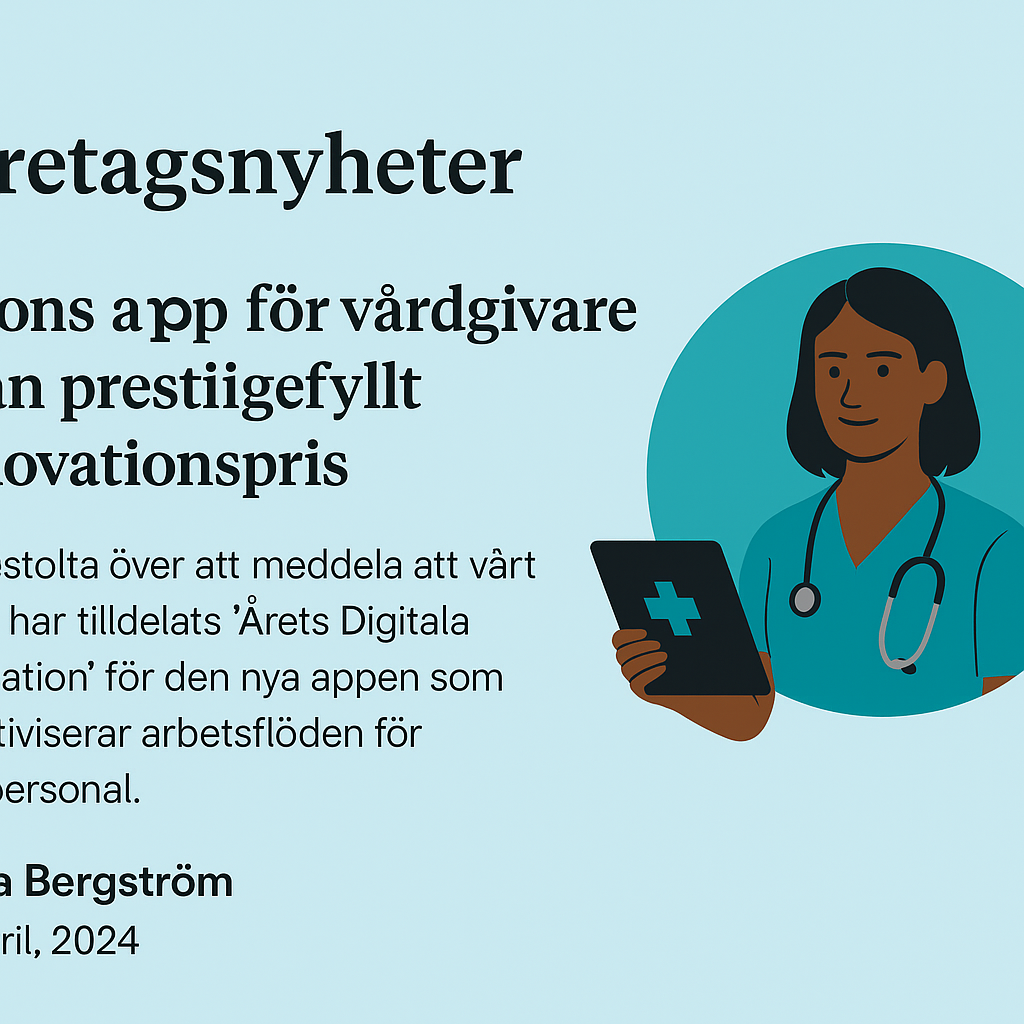 retagsnyheter
ons app för vårdgivare
an prestiigefyllt
ovationspris
estolta över att meddela att vårt
har tilldelats ’Årets Digitala
ation’ för den nya appen som
tiviserar arbetsflöden för
personal.
a Bergström
ril, 2024